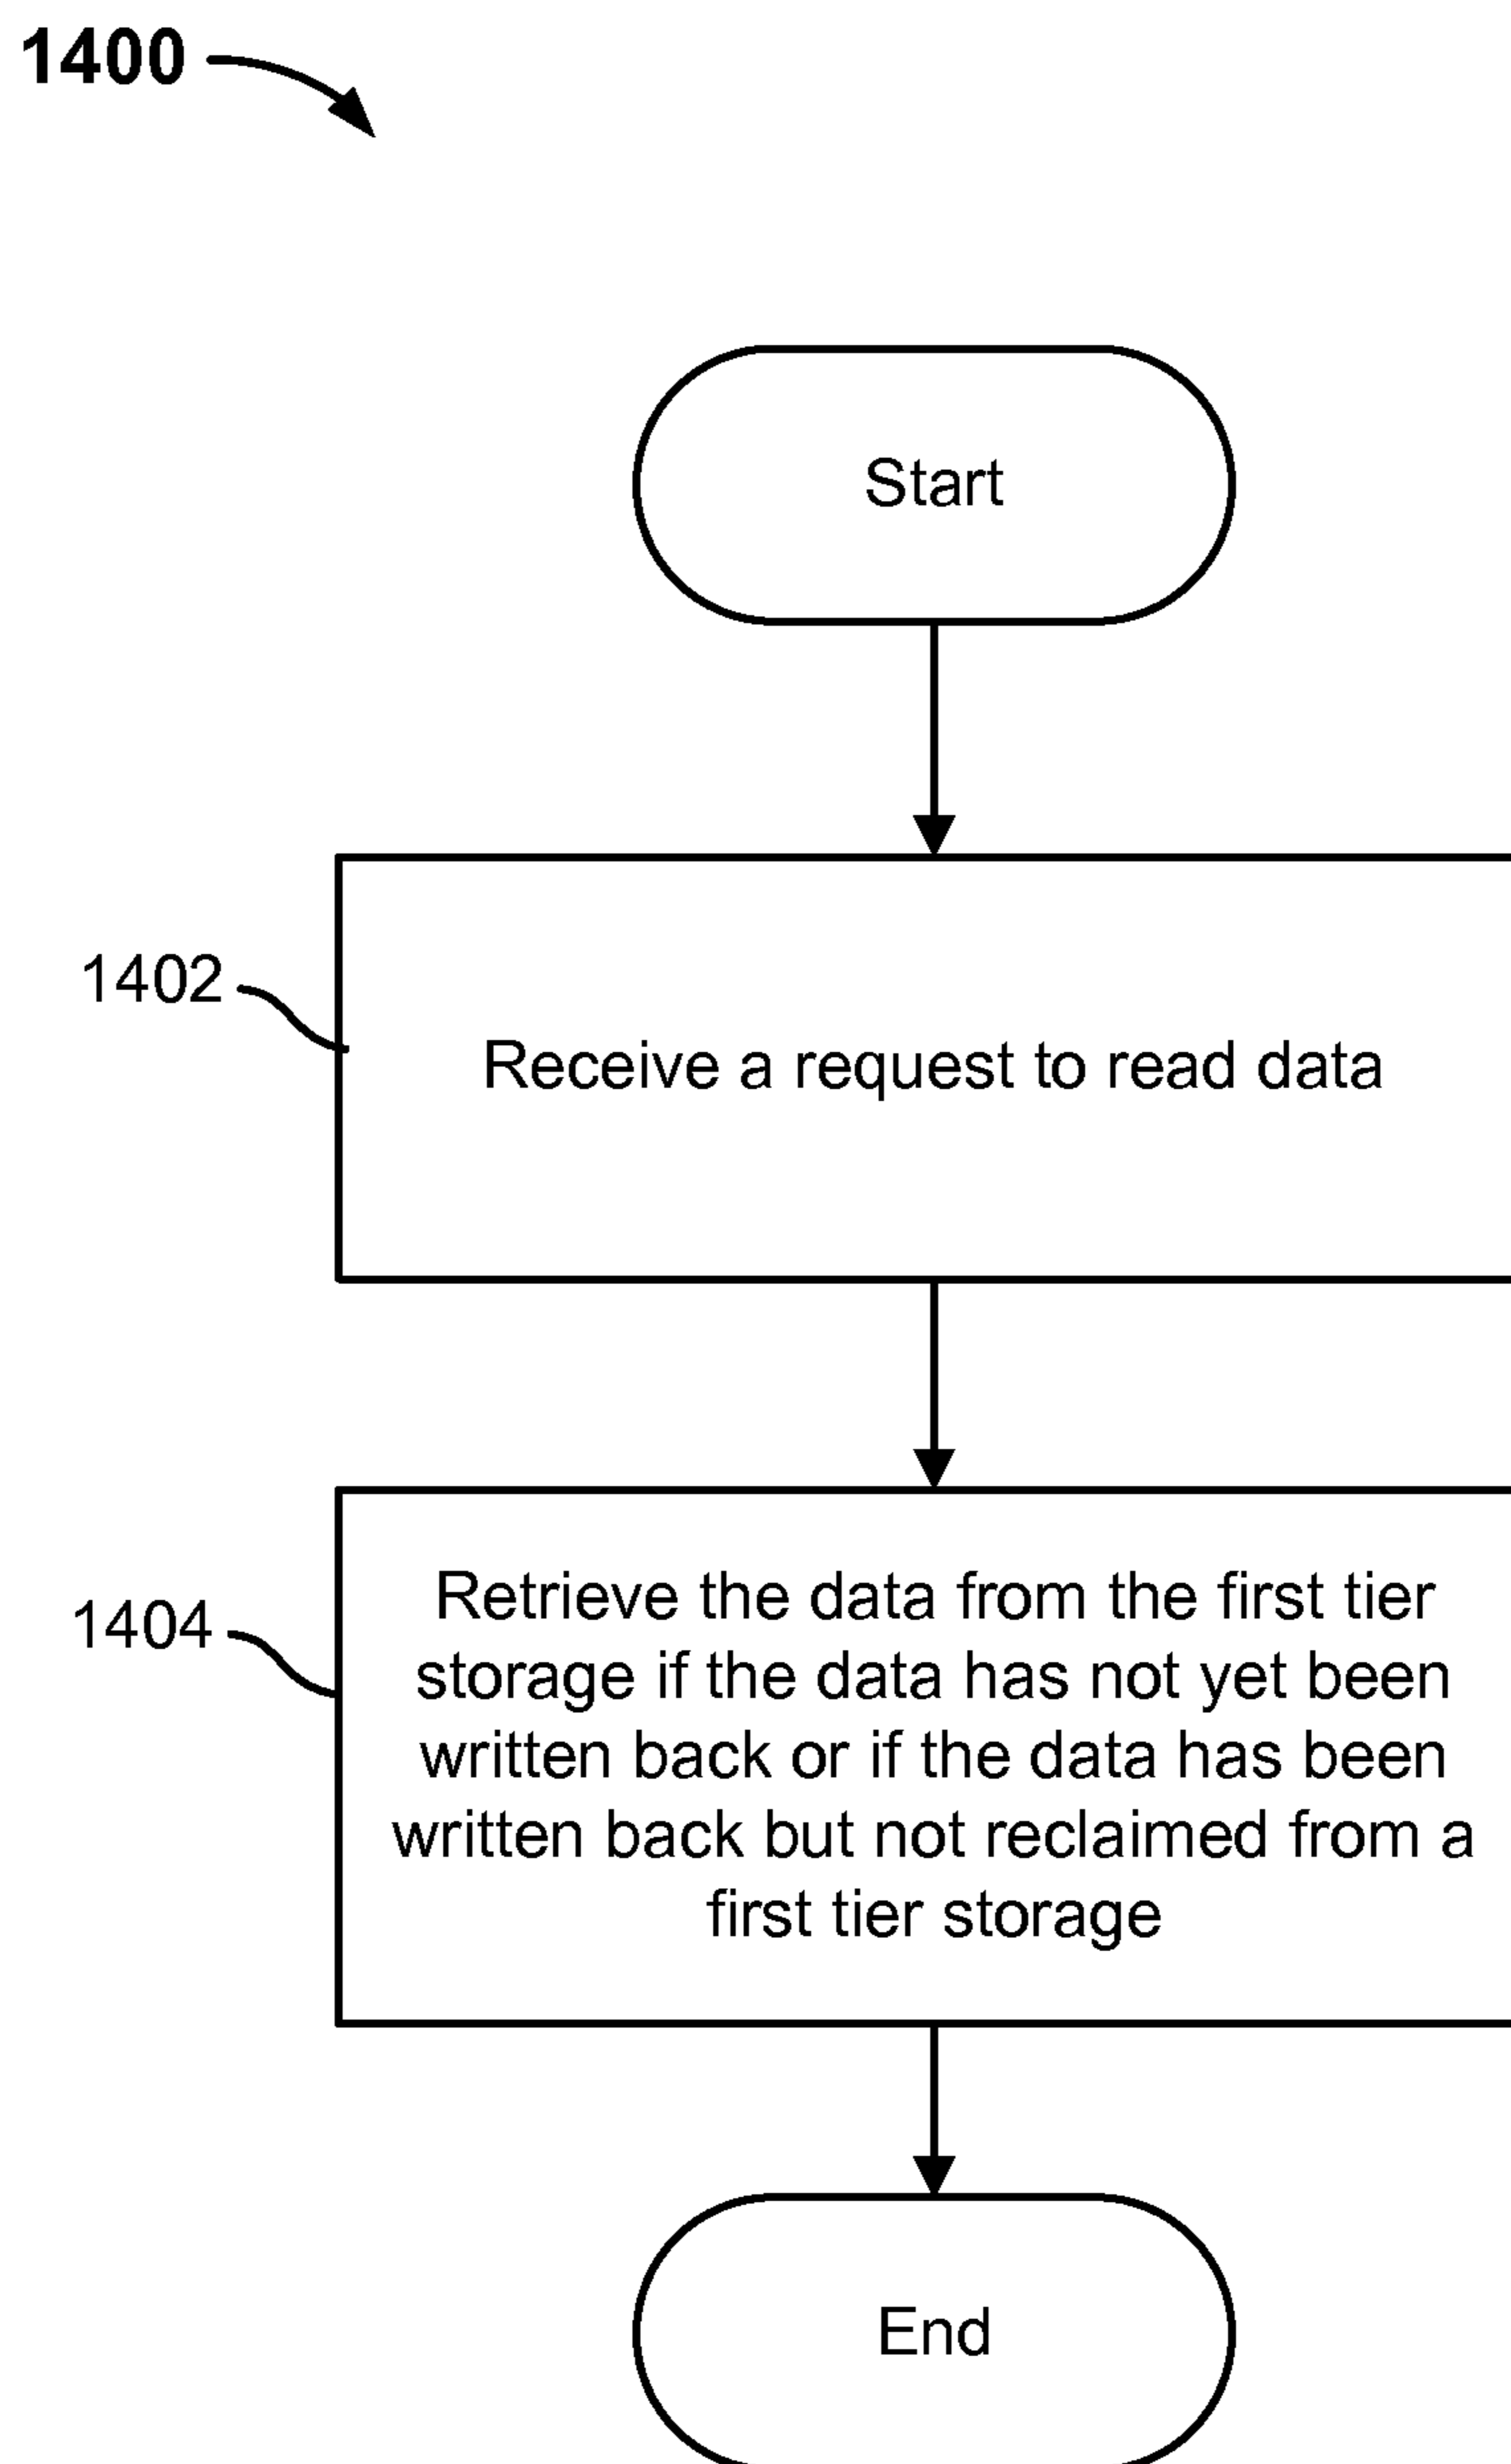 1400
Start
1402
Receive a request to read data
1404
Retrieve the data from the first tier
storage if the data has not yet been
written back or if the data has been
written back but not reclaimed from a
first tier storage
End